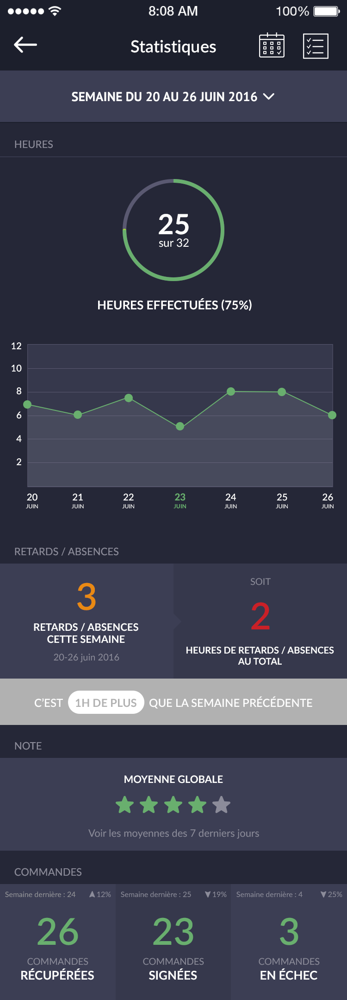 8:08 AM 100%
Statistiques
SEMAINE DU 20 AU 26 JUIN 2016
HEURES
25
sur 32
HEURES EFFECTUÉES (75%)
12
10
8
6
4
2
20 21 22 23 24 25 26
JUIN JUIN JUIN JUIN JUIN JUIN JUIN
RETARDS / ABSENCES
3
RETARDS / ABSENCES
CETTE SEMAINE
20-26 juin 2016
SOIT
2
HEURES DE RETARDS / ABSENCES
AU TOTAL
C’EST 1H DE PLUS QUE LA SEMAINE PRÉCÉDENTE
NOTE
MOYENNE GLOBALE
Voir les moyennes des 7 derniers jours
COMMANDES
Semaine dernière : 24 12%
26
COMMANDES
RÉCUPÉRÉES
Semaine dernière : 25 19%
23
COMMANDES
SIGNÉES
Semaine dernière : 4 25%
3
COMMANDES
EN ÉCHEC